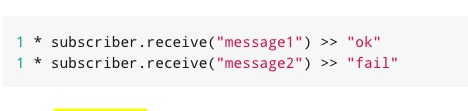 1 * subscriber.receive("message1") >> "ok"
1 * subscriber.receive("message2") >> "fail"